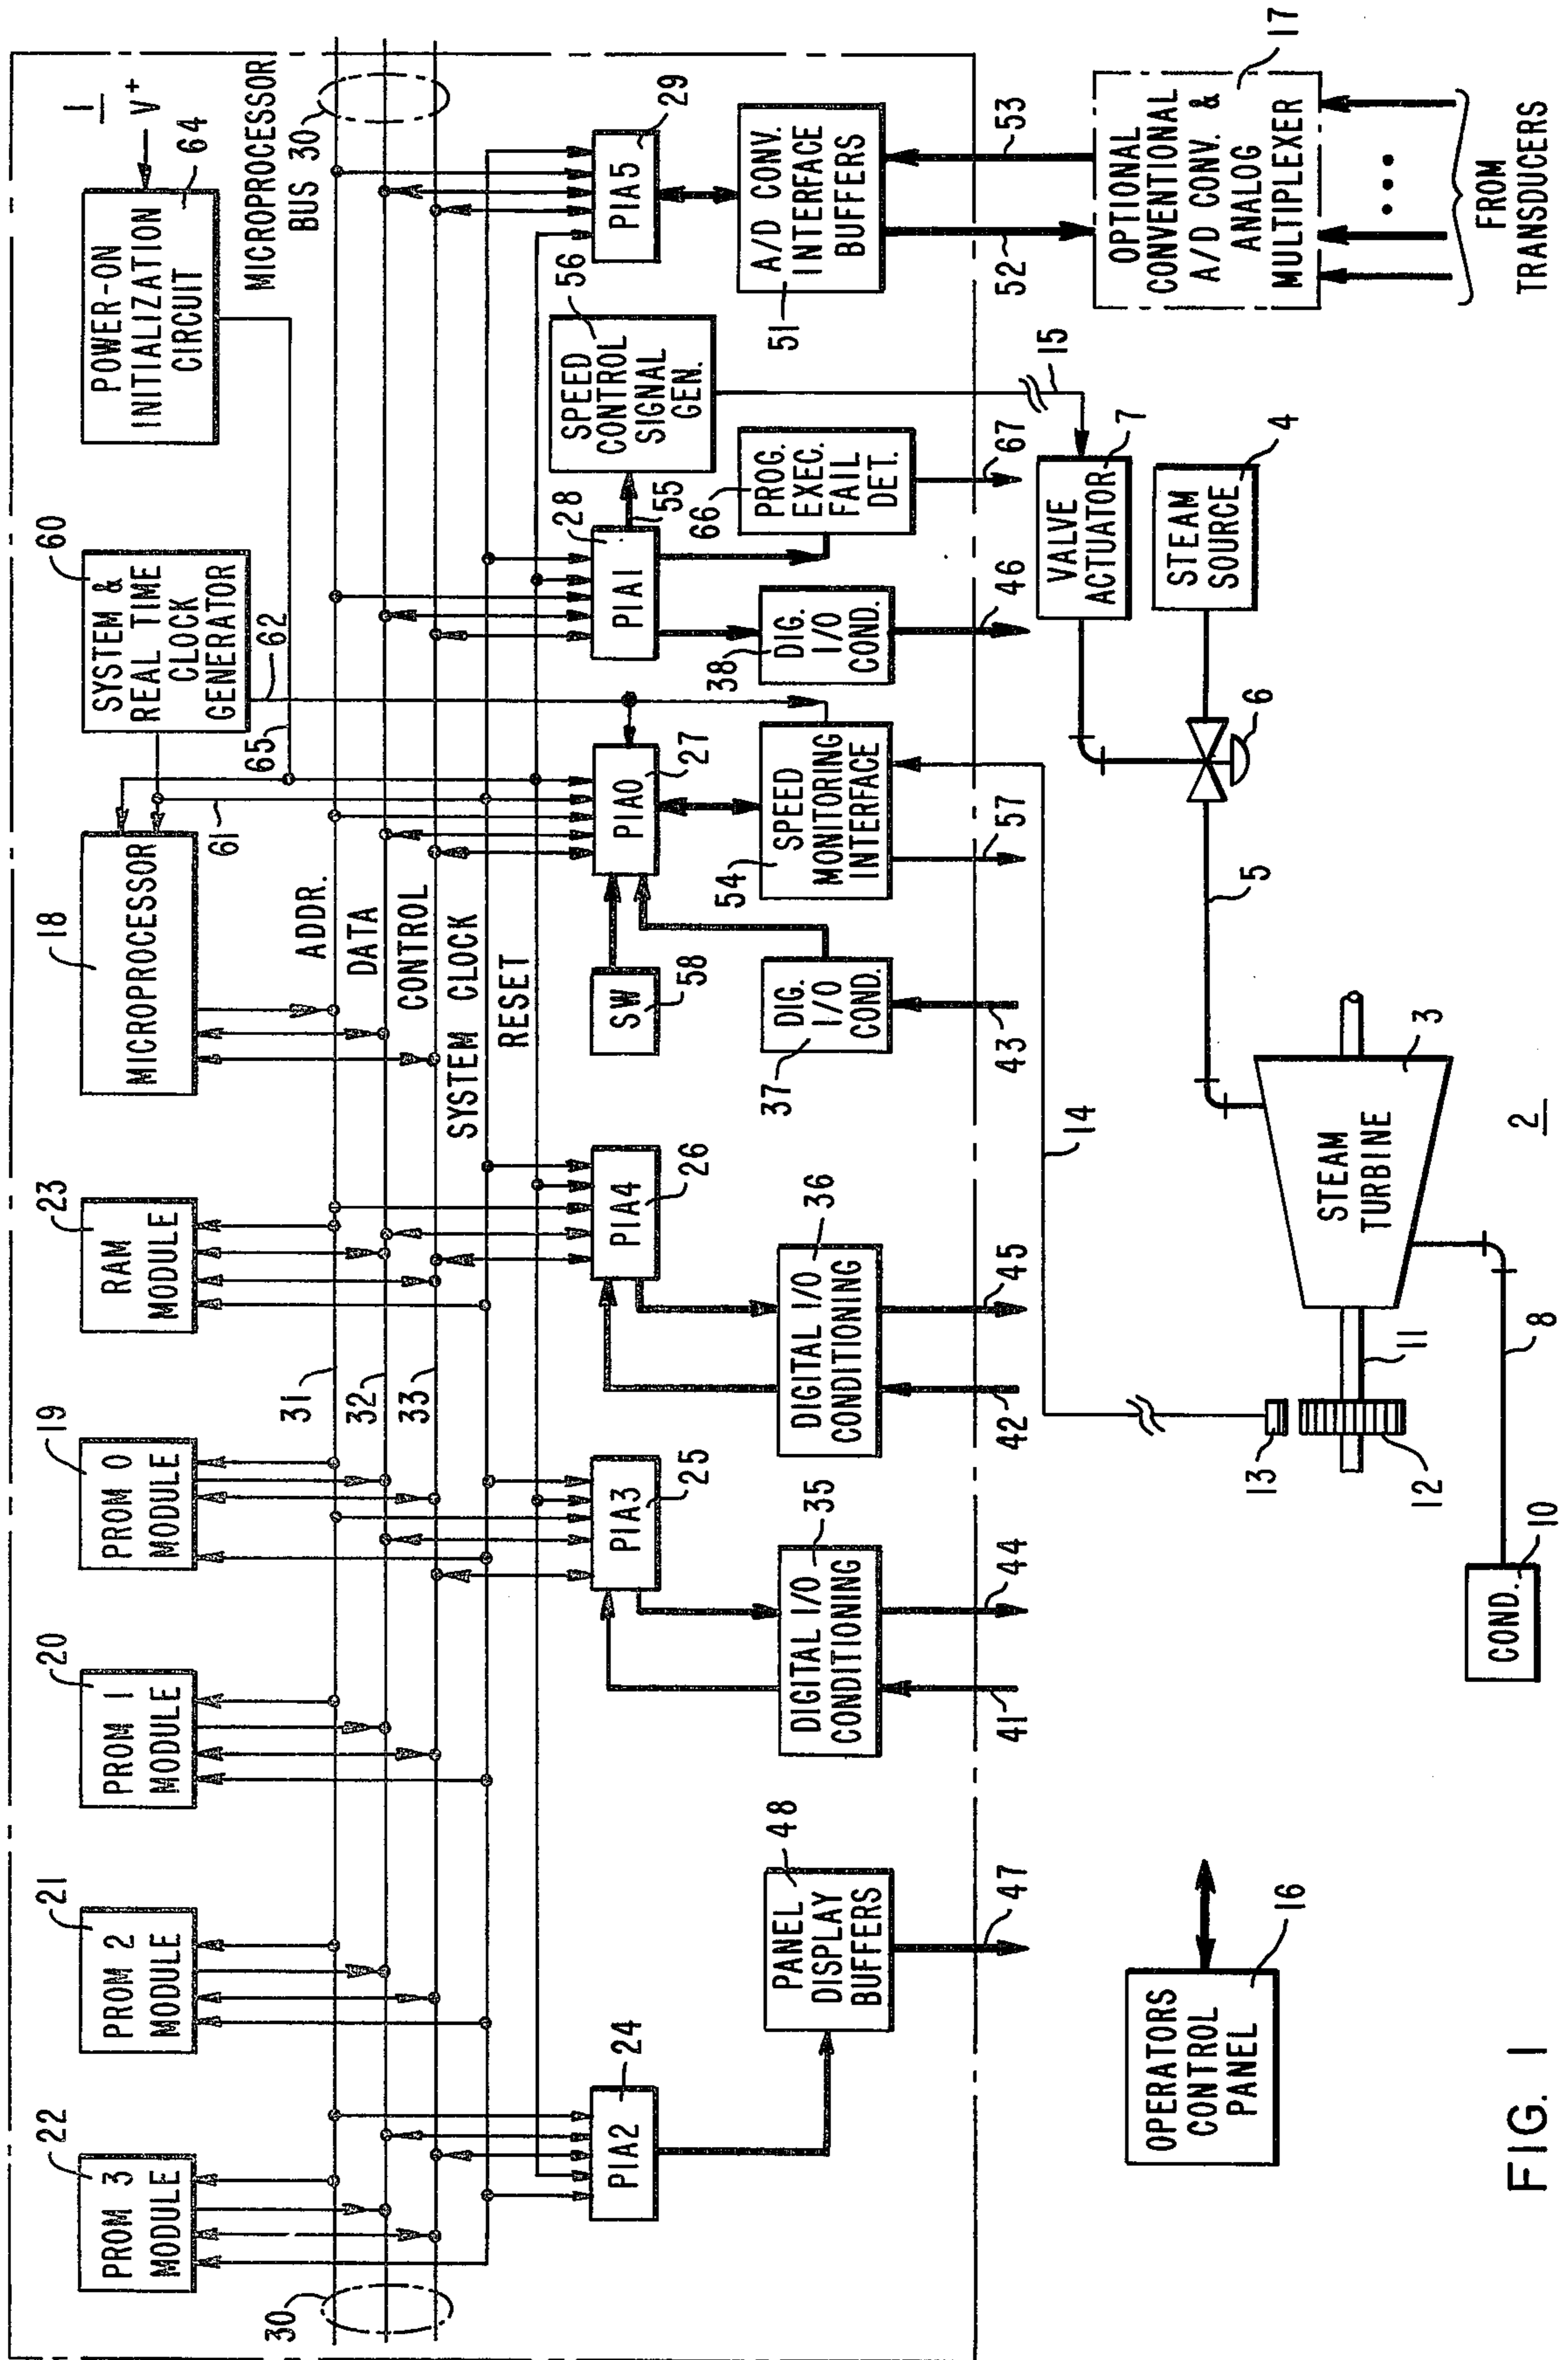 1
V+
POWER-ON
INITIALIZATION
CIRCUIT
64
60
SYSTEM &
REAL TIME
CLOCK
GENERATOR
62
65
61
18
MICROPROCESSOR
23
RAM
MODULE
19
PROM 0
MODULE
20
PROM 1
MODULE
21
PROM 2
MODULE
22
PROM 3
MODULE
30
MICROPROCESSOR
BUS 30
31
32
33
ADDR.
DATA
CONTROL
SYSTEM CLOCK
RESET
PIA2
24
PIA3
25
PIA4
26
PIA0
27
PIA1
28
PIA5
29
SW
58
55
56
SPEED
CONTROL
SIGNAL
GEN.
PANEL
DISPLAY
BUFFERS
48
DIGITAL I/O
CONDITIONING
35
DIGITAL I/O
CONDITIONING
36
DIG.
I/O
COND.
37
SPEED
MONITORING
INTERFACE
54
DIG.
I/O
COND.
38
PROG.
EXEC.
FAIL
DET.
66
A/D CONV.
INTERFACE
BUFFERS
51
47
41
44
42
45
43
57
46
67
52
53
15
14
OPTIONAL
CONVENTIONAL
A/D CONV. &
ANALOG
MULTIPLEXER
17
FROM
TRANSDUCERS
VALVE
ACTUATOR
7
STEAM
SOURCE
4
6
5
STEAM
TURBINE
3
2
11
12
13
8
COND.
10
OPERATORS
CONTROL
PANEL
16
FIG. 1